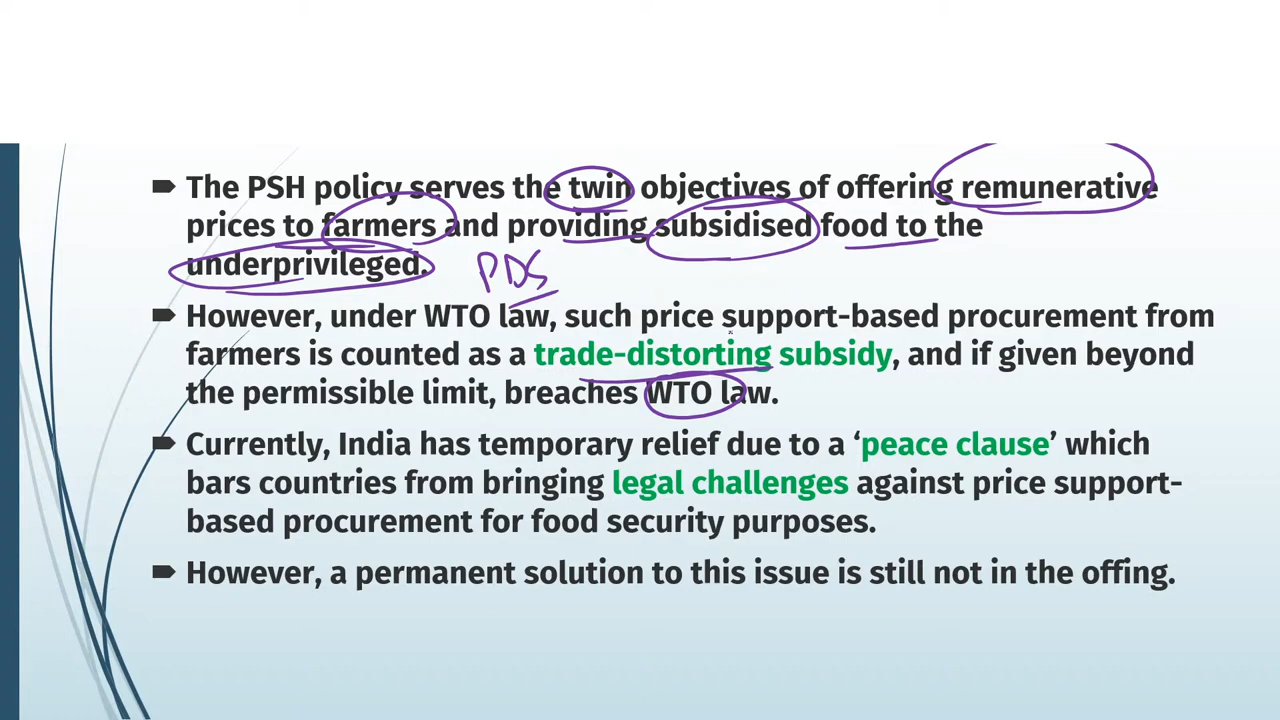 The PSH policy serves the twin objectives of offering remunerative
prices to farmers and providing subsidised food to the
underprivileged.
PDS
However, under WTO law, such price support-based procurement from
farmers is counted as a trade-distorting subsidy, and if given beyond
the permissible limit, breaches WTO law.
Currently, India has temporary relief due to a ‘peace clause’ which
bars countries from bringing legal challenges against price support-
based procurement for food security purposes.
However, a permanent solution to this issue is still not in the offing.